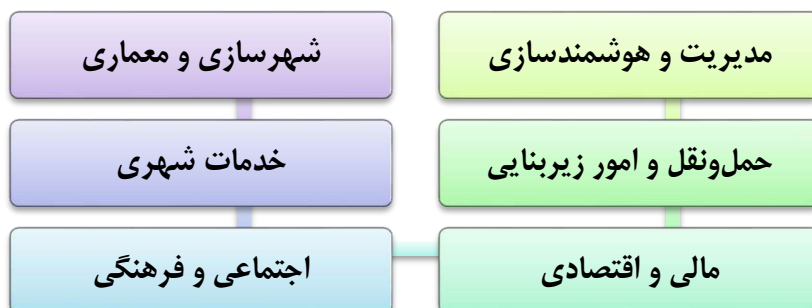 مدیریت و هوشمندسازی
حمل‌ونقل و امور زیربنایی
مالی و اقتصادی
اجتماعی و فرهنگی
خدمات شهری
شهرسازی و معماری